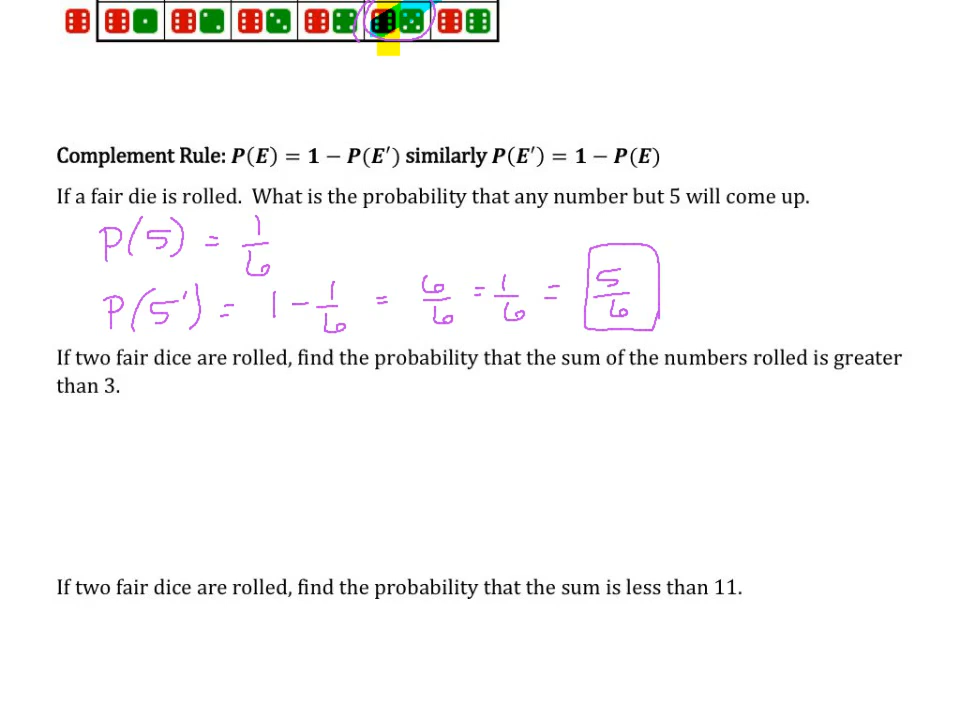 Complement Rule: P(E) = 1 − P(E′) similarly P(E′) = 1 − P(E)
If a fair die is rolled. What is the probability that any number but 5 will come up.
P(5) = 1/6
P(5′) = 1 − 1/6 = 6/6 = 1/6 = 5/6
If two fair dice are rolled, find the probability that the sum of the numbers rolled is greater
than 3.
If two fair dice are rolled, find the probability that the sum is less than 11.